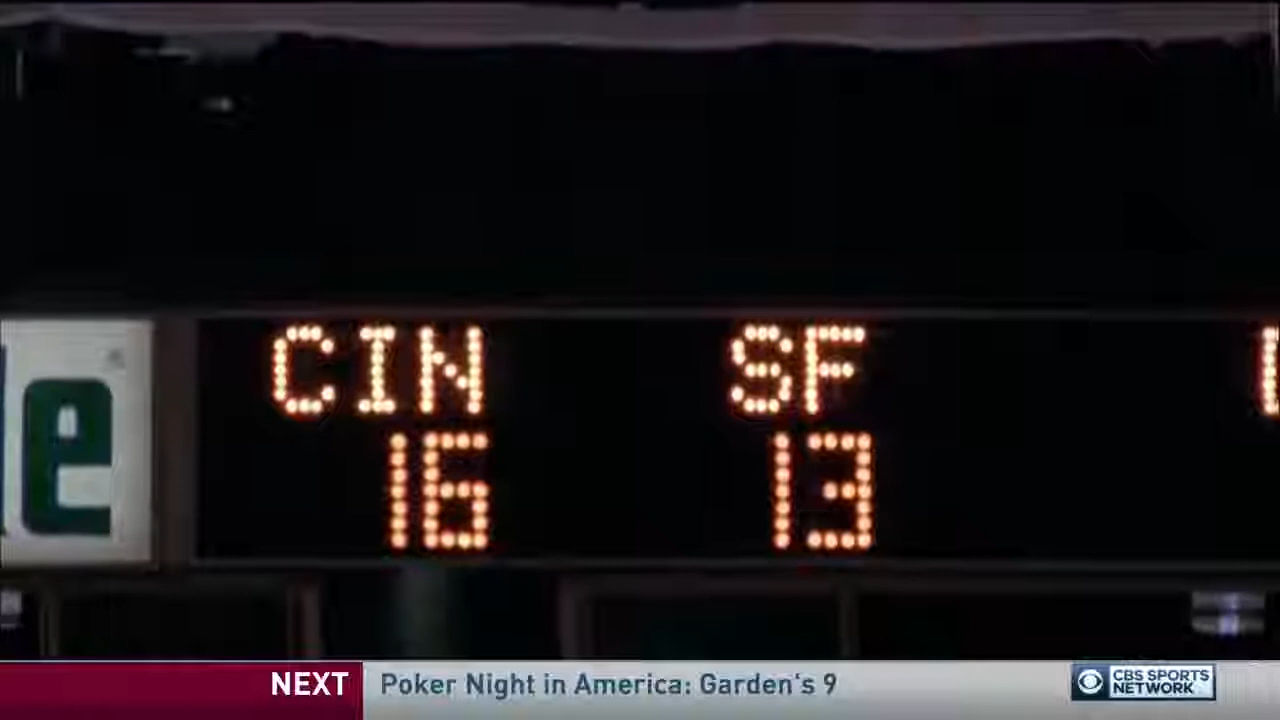 CIN SF
16 13
e
NEXT Poker Night in America: Garden's 9
CBS SPORTS
NETWORK